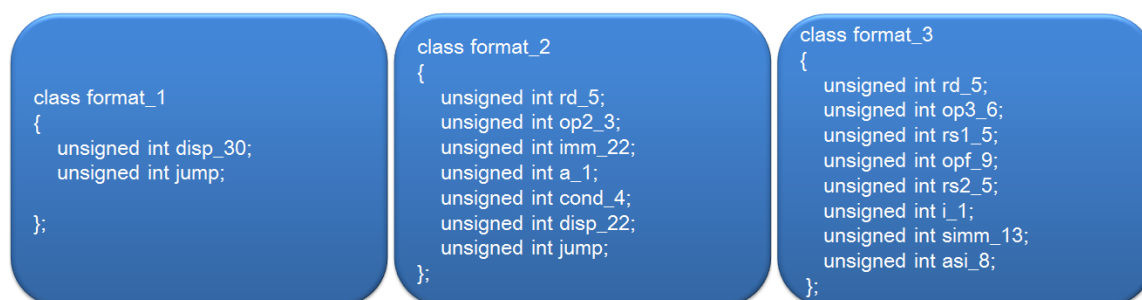 class format_1
{
unsigned int disp_30;
unsigned int jump;
};
class format_2
{
unsigned int rd_5;
unsigned int op2_3;
unsigned int imm_22;
unsigned int a_1;
unsigned int cond_4;
unsigned int disp_22;
unsigned int jump;
};
class format_3
{
unsigned int rd_5;
unsigned int op3_6;
unsigned int rs1_5;
unsigned int opf_9;
unsigned int rs2_5;
unsigned int i_1;
unsigned int simm_13;
unsigned int asi_8;
};